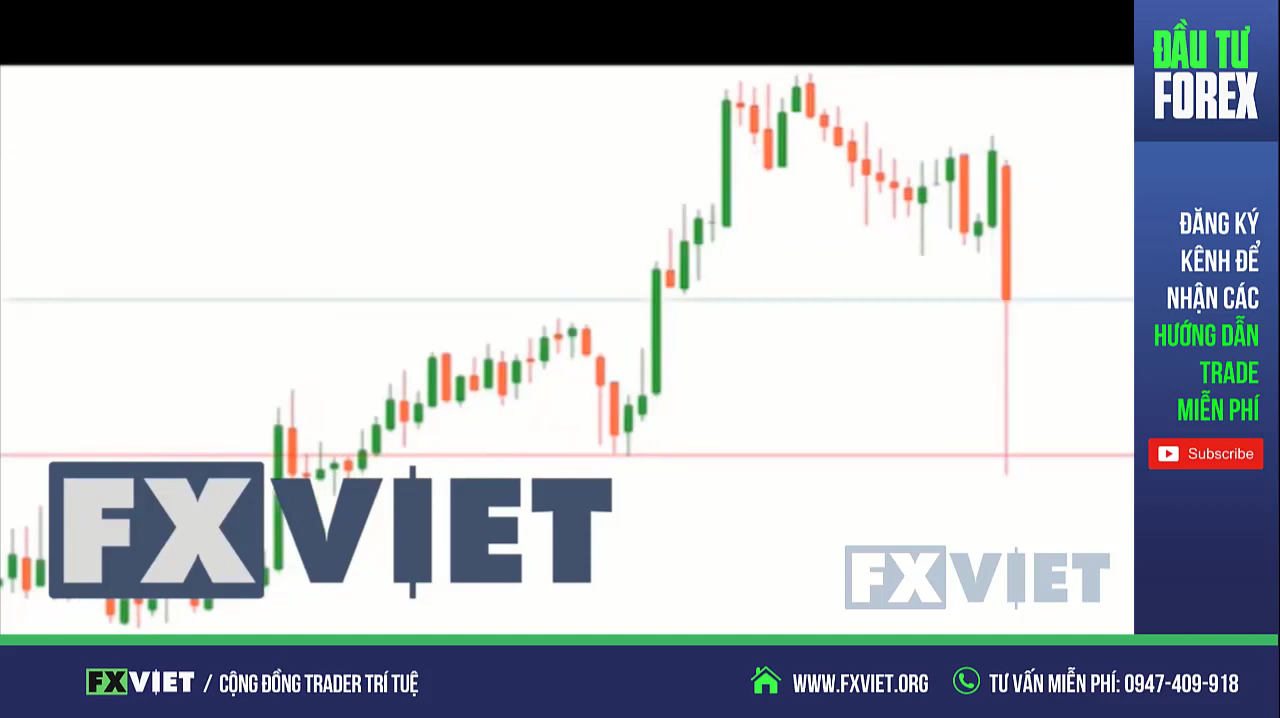 ĐẦU TƯ
FOREX
ĐĂNG KÝ
KÊNH ĐỂ
NHẬN CÁC
HƯỚNG DẪN
TRADE
MIỄN PHÍ
Subscribe
FXVIET
FXVIET
FXVIET / CỘNG ĐỒNG TRADER TRÍ TUỆ
WWW.FXVIET.ORG
TƯ VẤN MIỄN PHÍ: 0947-409-918